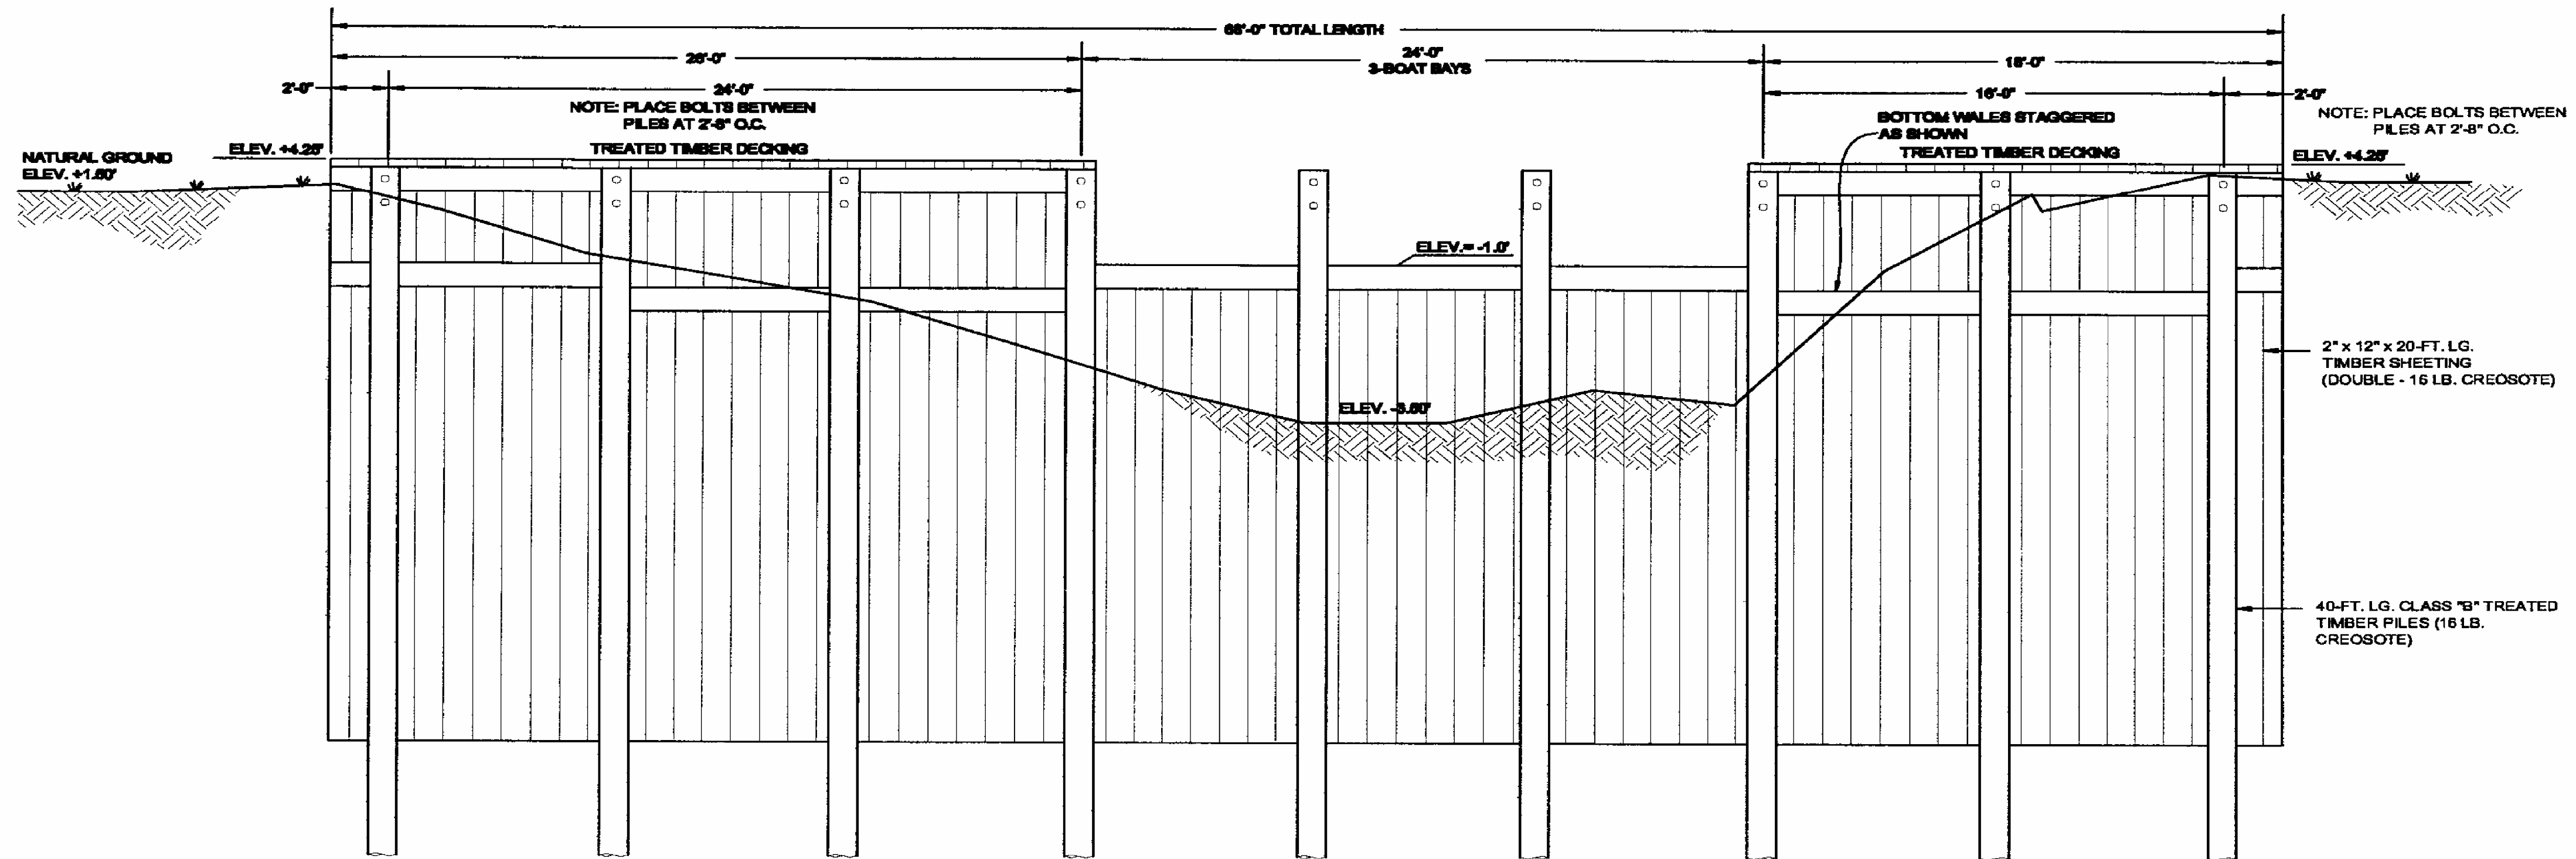 68'-0" TOTAL LENGTH
26'-0"
24'-0"
3-BOAT BAYS
18'-0"
2'-0"
24'-0"
16'-0"
2'-0"
NOTE: PLACE BOLTS BETWEEN
PILES AT 2'-8" O.C.
NOTE: PLACE BOLTS BETWEEN
PILES AT 2'-8" O.C.
BOTTOM WALES STAGGERED
AS SHOWN
TREATED TIMBER DECKING
TREATED TIMBER DECKING
ELEV. +4.25'
ELEV. +4.25'
NATURAL GROUND
ELEV. +1.60'
ELEV.= -1.0'
ELEV.
2" x 12" x 20-FT. LG.
TIMBER SHEETING
(DOUBLE - 16 LB. CREOSOTE)
40-FT. LG. CLASS "B" TREATED
TIMBER PILES (16 LB.
CREOSOTE)